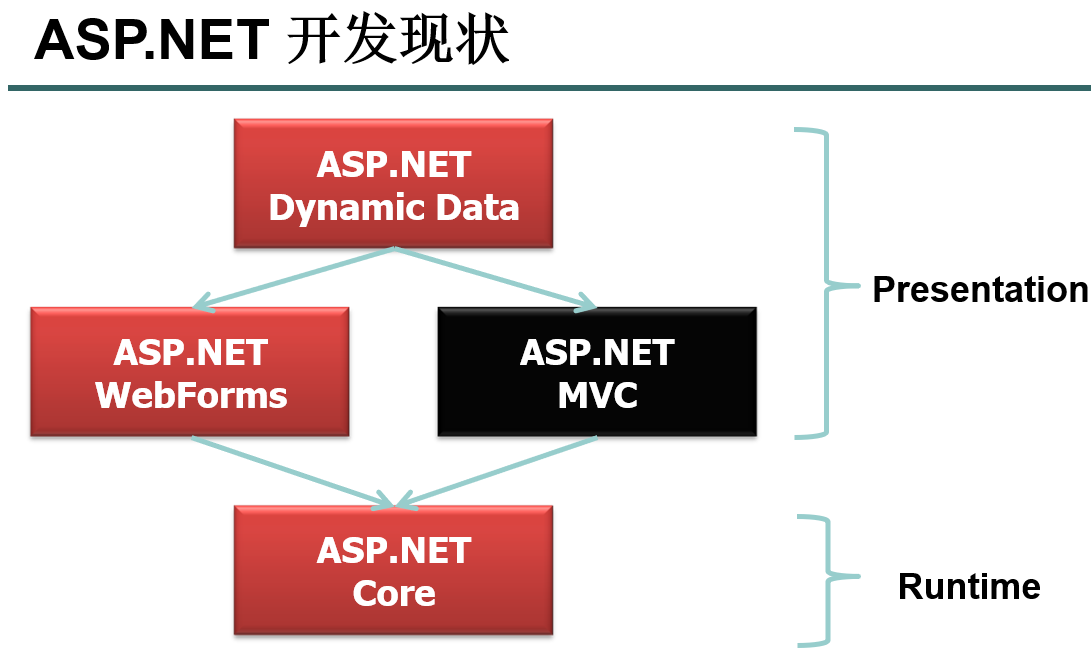 ASP.NET 开发现状
ASP.NET
Dynamic Data
Presentation
ASP.NET
WebForms
ASP.NET
MVC
ASP.NET
Core
Runtime